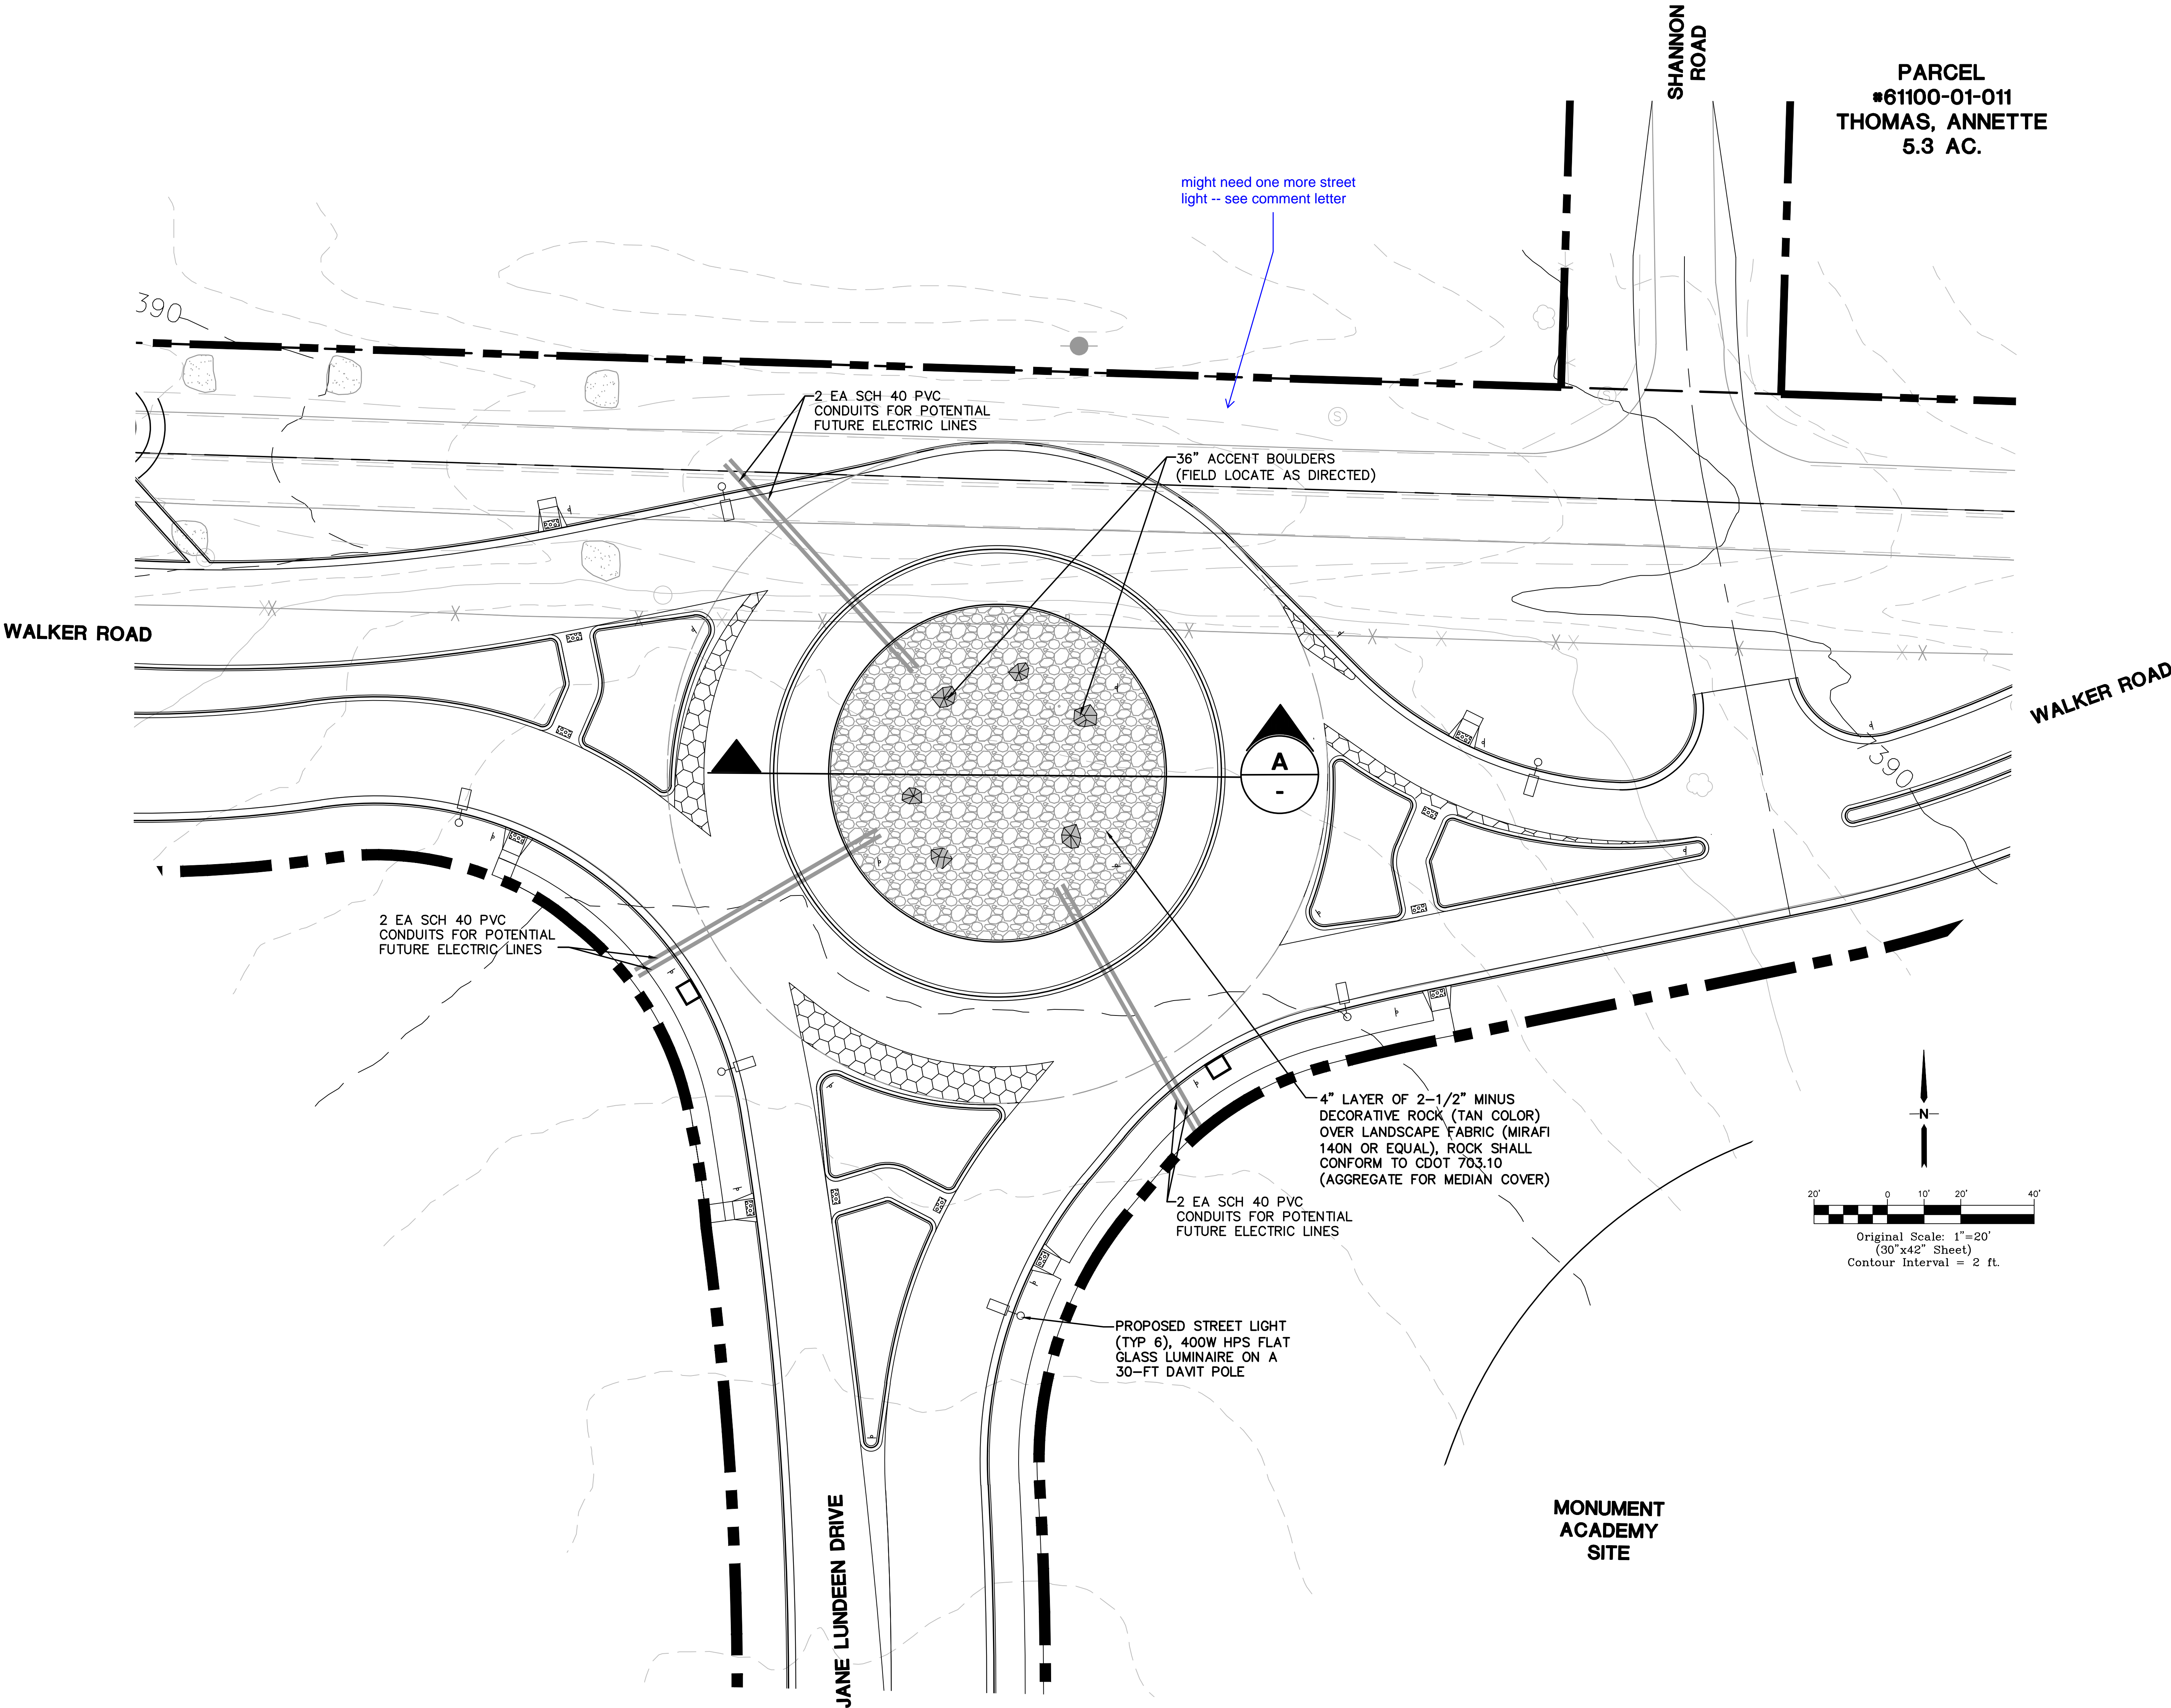 SHANNON
ROAD
PARCEL
#61100-01-011
THOMAS, ANNETTE
5.3 AC.
might need one more street
light -- see comment letter
390
2 EA SCH 40 PVC
CONDUITS FOR POTENTIAL
FUTURE ELECTRIC LINES
36" ACCENT BOULDERS
(FIELD LOCATE AS DIRECTED)
S
S
WALKER ROAD
WALKER ROAD
A
-
390
2 EA SCH 40 PVC
CONDUITS FOR POTENTIAL
FUTURE ELECTRIC LINES
4" LAYER OF 2-1/2" MINUS
DECORATIVE ROCK (TAN COLOR)
OVER LANDSCAPE FABRIC (MIRAFI
140N OR EQUAL), ROCK SHALL
CONFORM TO CDOT 703.10
(AGGREGATE FOR MEDIAN COVER)
N
2 EA SCH 40 PVC
CONDUITS FOR POTENTIAL
FUTURE ELECTRIC LINES
20' 0 10' 20' 40'
Original Scale: 1"=20'
(30"x42" Sheet)
Contour Interval = 2 ft.
PROPOSED STREET LIGHT
(TYP 6), 400W HPS FLAT
GLASS LUMINAIRE ON A
30-FT DAVIT POLE
JANE LUNDEEN DRIVE
MONUMENT
ACADEMY
SITE